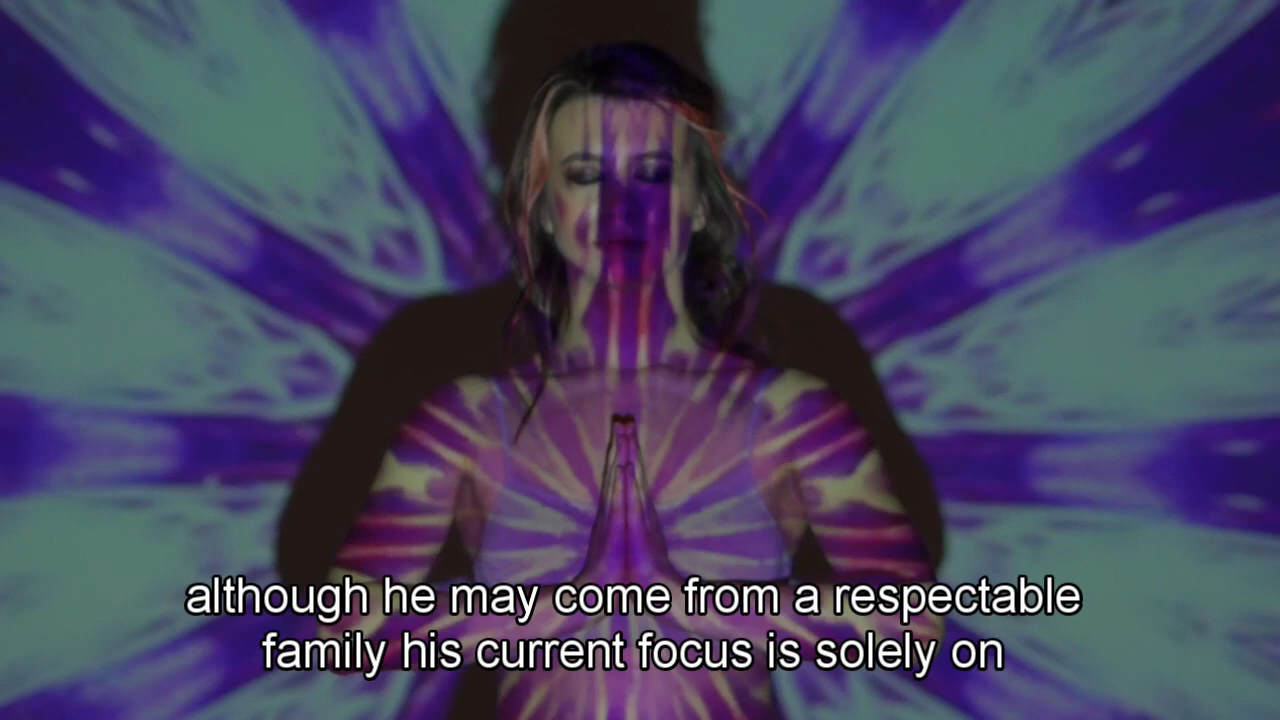 although he may come from a respectable
family his current focus is solely on